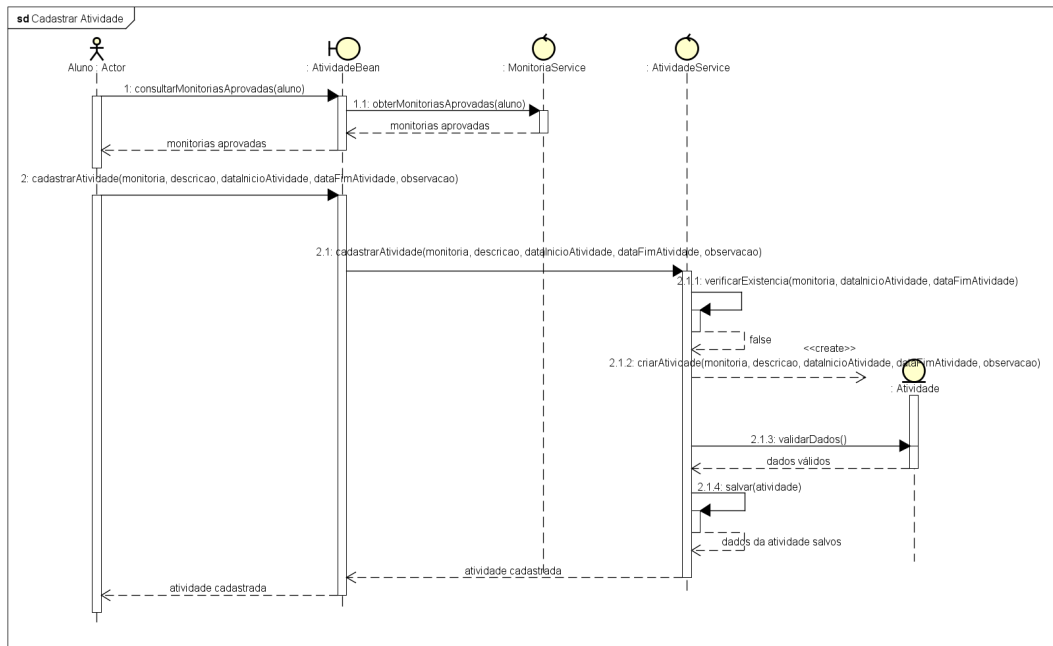 sd Cadastrar Atividade
Aluno : Actor
: AtividadeBean
: MonitoriaService
: AtividadeService
1: consultarMonitoriasAprovadas(aluno)
1.1: obterMonitoriasAprovadas(aluno)
monitorias aprovadas
monitorias aprovadas
2: cadastrarAtividade(monitoria, descricao, dataInicioAtividade, dataFimAtividade, observacao)
2.1: cadastrarAtividade(monitoria, descricao, dataInicioAtividade, dataFimAtividade, observacao)
2.1.1: verificarExistencia(monitoria, dataInicioAtividade, dataFimAtividade)
false
<<create>>
2.1.2: criarAtividade(monitoria, descricao, dataInicioAtividade, dataFimAtividade, observacao)
: Atividade
2.1.3: validarDados()
dados válidos
2.1.4: salvar(atividade)
dados da atividade salvos
atividade cadastrada
atividade cadastrada